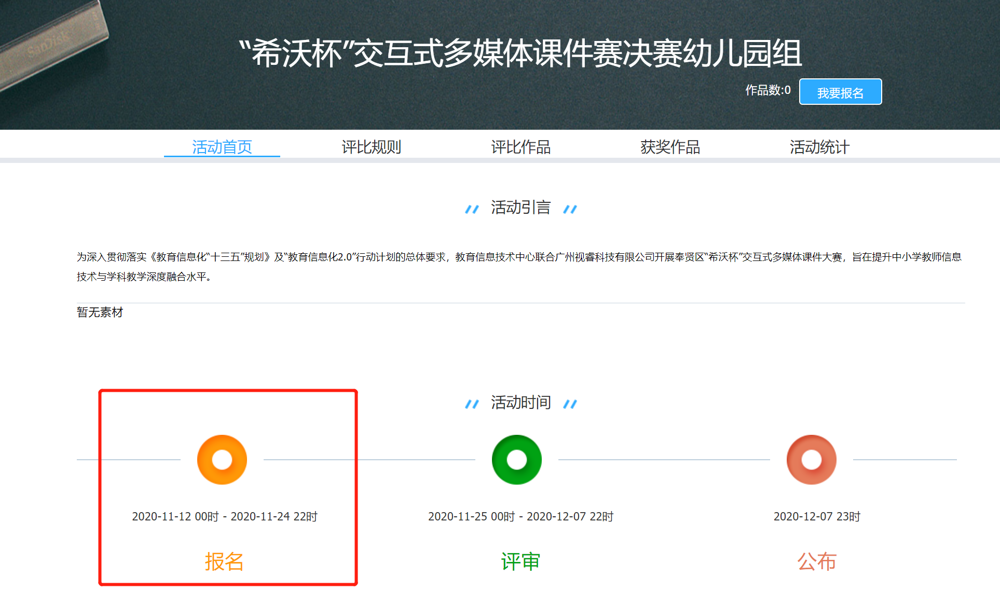 SanDisk
“希沃杯”交互式多媒体课件赛决赛幼儿园组
作品数:0
我要报名
活动首页 评比规则 评比作品 获奖作品 活动统计
活动引言
为深入贯彻落实《教育信息化“十三五”规划》及“教育信息化2.0”行动计划的总体要求，教育信息技术中心联合广州视睿科技有限公司开展奉贤区“希沃杯”交互式多媒体课件大赛，旨在提升中小学教师信息
技术与学科教学深度融合水平。
暂无素材
活动时间
2020-11-12 00时 - 2020-11-24 22时 2020-11-25 00时 - 2020-12-07 22时 2020-12-07 23时
报名 评审 公布